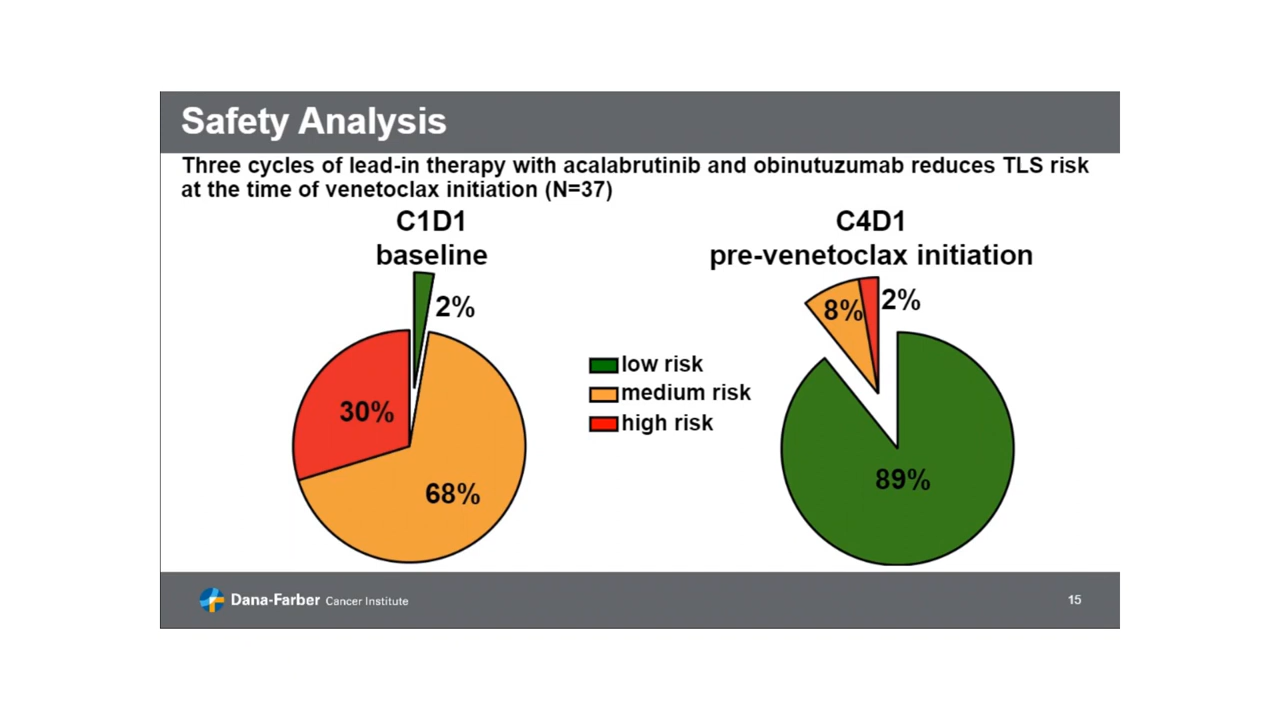 Safety Analysis
Three cycles of lead-in therapy with acalabrutinib and obinutuzumab reduces TLS risk
at the time of venetoclax initiation (N=37)
C1D1
baseline
2%
30%
68%
low risk
medium risk
high risk
C4D1
pre-venetoclax initiation
8%
2%
89%
Dana-Farber Cancer Institute
15